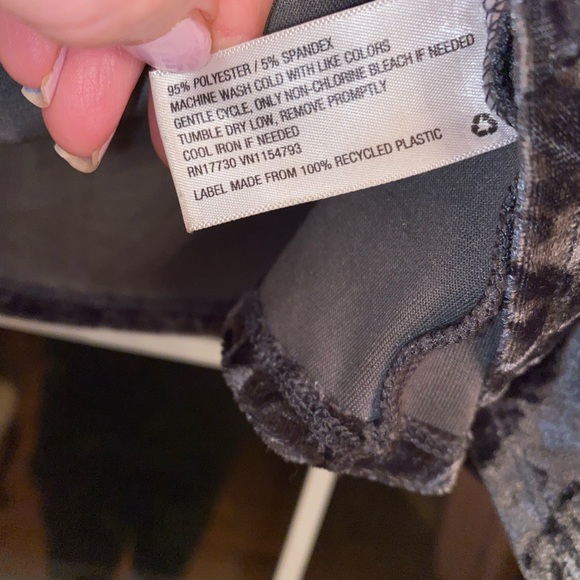 95% POLYESTER / 5% SPANDEX
MACHINE WASH COLD WITH LIKE COLORS
GENTLE CYCLE, ONLY NON-CHLORINE BLEACH IF NEEDED
TUMBLE DRY LOW, REMOVE PROMPTLY
COOL IRON IF NEEDED
RN17730 VN1154793
LABEL MADE FROM 100% RECYCLED PLASTIC